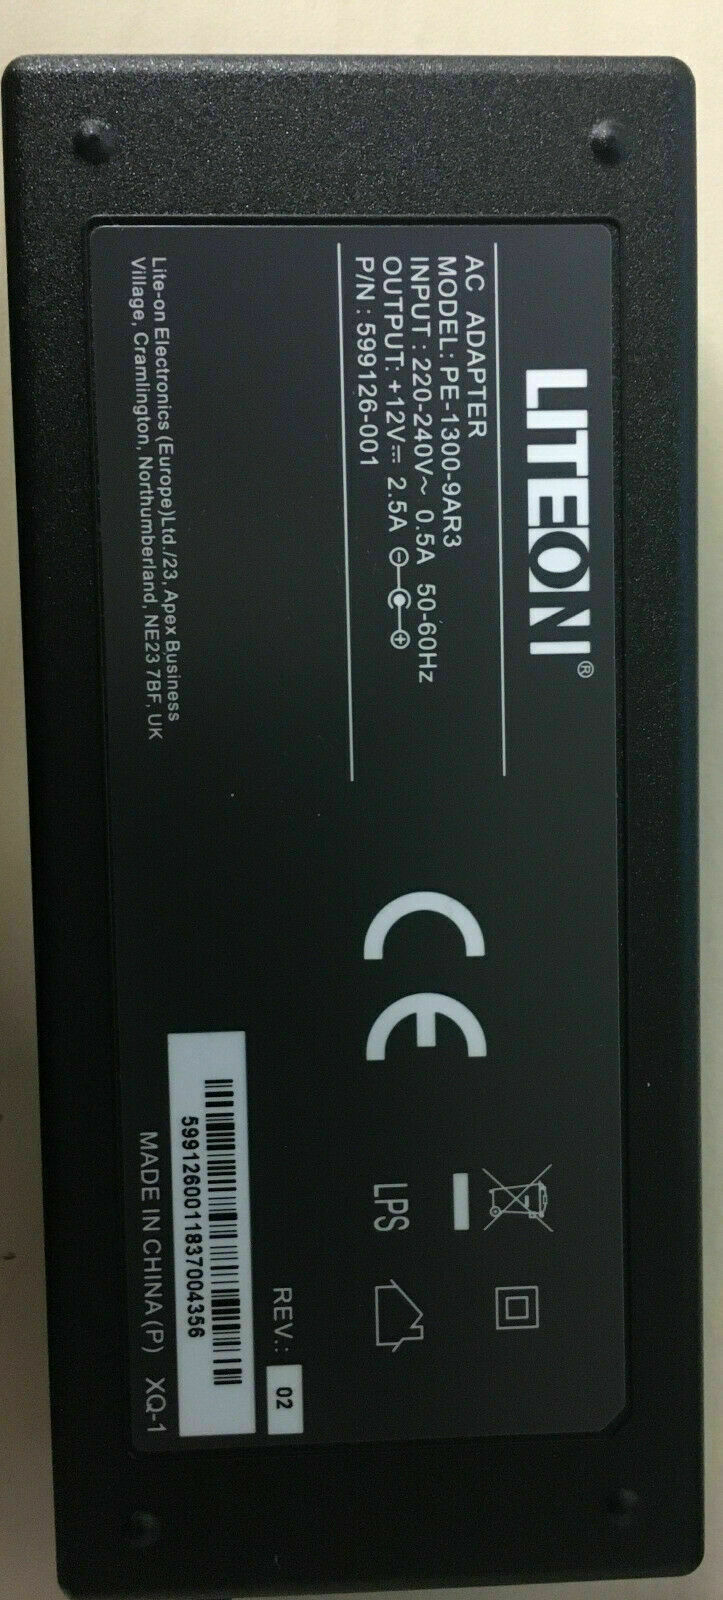 LITEON®
AC ADAPTER
MODEL: PE-1300-9AR3
INPUT : 220-240V~ 0.5A 50-60Hz
OUTPUT: +12V⎓ 2.5A
P/N : 599126-001
Lite-on Electronics (Europe)Ltd./23, Apex Business
Village, Cramlington, Northumberland, NE23 7BF, UK
CE
LPS
REV.: 02
5991260011837004356
MADE IN CHINA (P) XQ-1